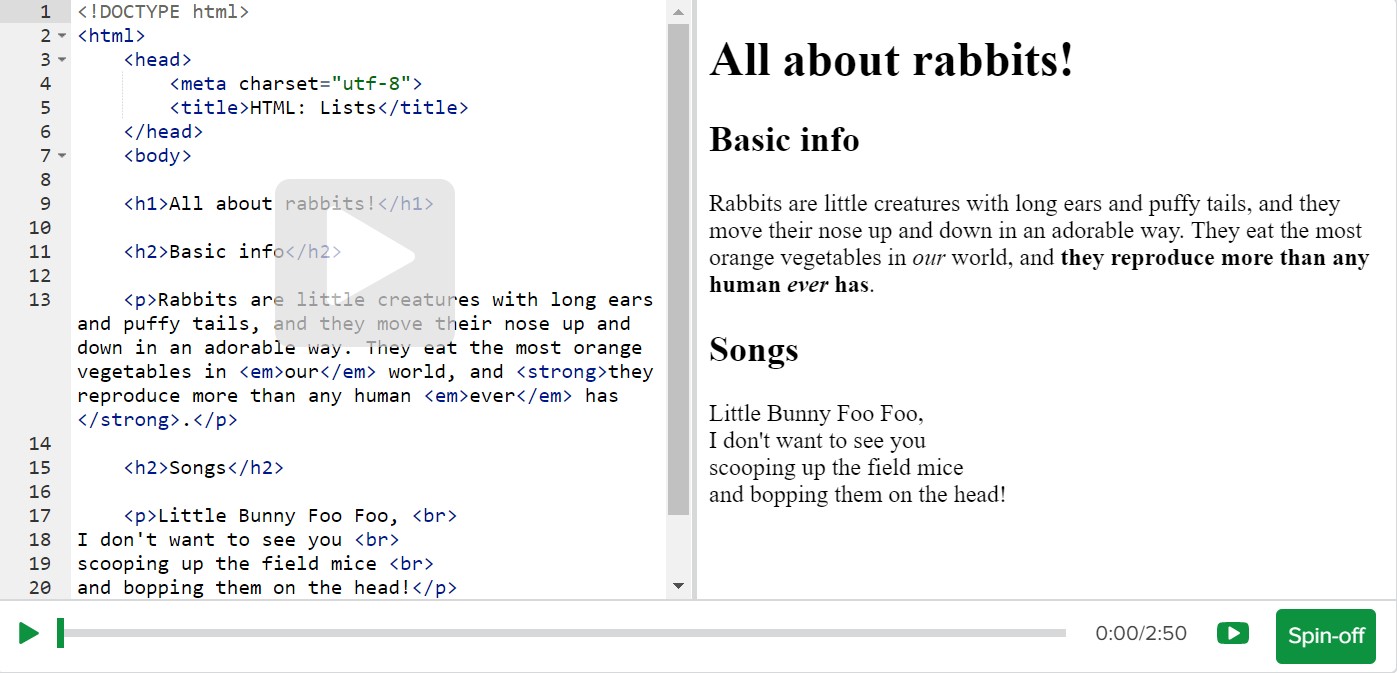 1 <!DOCTYPE html>
2 <html>
3 <head>
4 <meta charset="utf-8">
5 <title>HTML: Lists</title>
6 </head>
7 <body>
8
9 <h1>All about rabbits!</h1>
10
11 <h2>Basic info</h2>
12
13 <p>Rabbits are little creatures with long ears
and puffy tails, and they move their nose up and
down in an adorable way. They eat the most orange
vegetables in <em>our</em> world, and <strong>they
reproduce more than any human <em>ever</em> has
</strong>.</p>
14
15 <h2>Songs</h2>
16
17 <p>Little Bunny Foo Foo, <br>
18 I don't want to see you <br>
19 scooping up the field mice <br>
20 and bopping them on the head!</p>
All about rabbits!
Basic info
Rabbits are little creatures with long ears and puffy tails, and they
move their nose up and down in an adorable way. They eat the most
orange vegetables in our world, and they reproduce more than any
human ever has.
Songs
Little Bunny Foo Foo,
I don't want to see you
scooping up the field mice
and bopping them on the head!
0:00/2:50
Spin-off